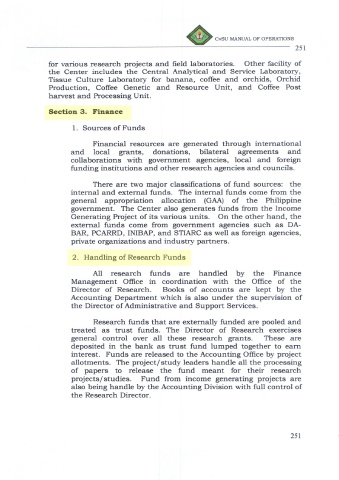 CvSU MANUAL OF OPERATIONS
251
for various research projects and field laboratories. Other facility of
the Center includes the Central Analytical and Service Laboratory,
Tissue Culture Laboratory for banana, coffee and orchids, Orchid
Production, Coffee Genetic and Resource Unit, and Coffee Post
harvest and Processing Unit.
Section 3. Finance
1. Sources of Funds
Financial resources are generated through international
and local grants, donations, bilateral agreements and
collaborations with government agencies, local and foreign
funding institutions and other research agencies and councils.
There are two major classifications of fund sources: the
internal and external funds. The internal funds come from the
general appropriation allocation (GAA) of the Philippine
government. The Center also generates funds from the Income
Generating Project of its various units. On the other hand, the
external funds come from government agencies such as DA-
BAR, PCARRD, INIBAP, and STIARC as well as foreign agencies,
private organizations and industry partners.
2. Handling of Research Funds
All research funds are handled by the Finance
Management Office in coordination with the Office of the
Director of Research. Books of accounts are kept by the
Accounting Department which is also under the supervision of
the Director of Administrative and Support Services.
Research funds that are externally funded are pooled and
treated as trust funds. The Director of Research exercises
general control over all these research grants. These are
deposited in the bank as trust fund lumped together to earn
interest. Funds are released to the Accounting Office by project
allotments. The project/study leaders handle all the processing
of papers to release the fund meant for their research
projects/studies. Fund from income generating projects are
also being handle by the Accounting Division with full control of
the Research Director.
251